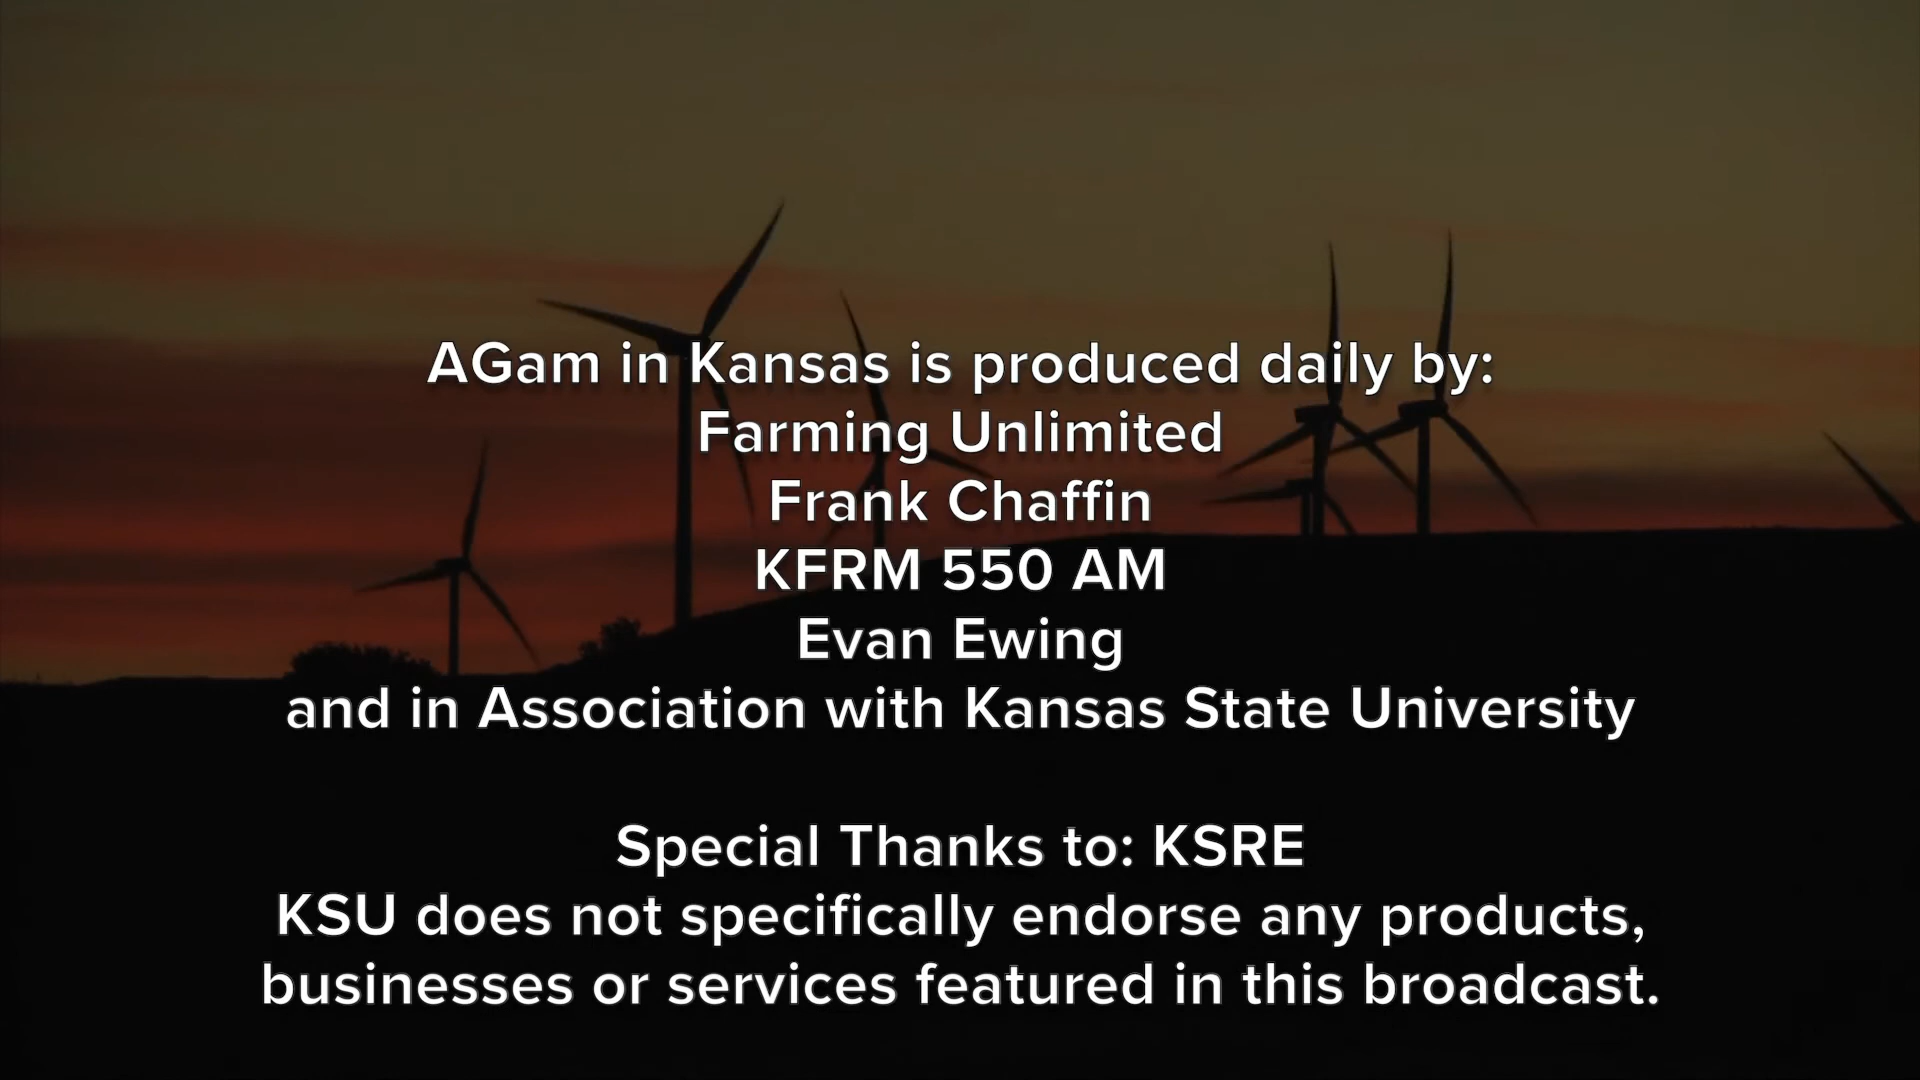 AGam in Kansas is produced daily by:
Farming Unlimited
Frank Chaffin
KFRM 550 AM
Evan Ewing
and in Association with Kansas State University
Special Thanks to: KSRE
KSU does not specifically endorse any products,
businesses or services featured in this broadcast.